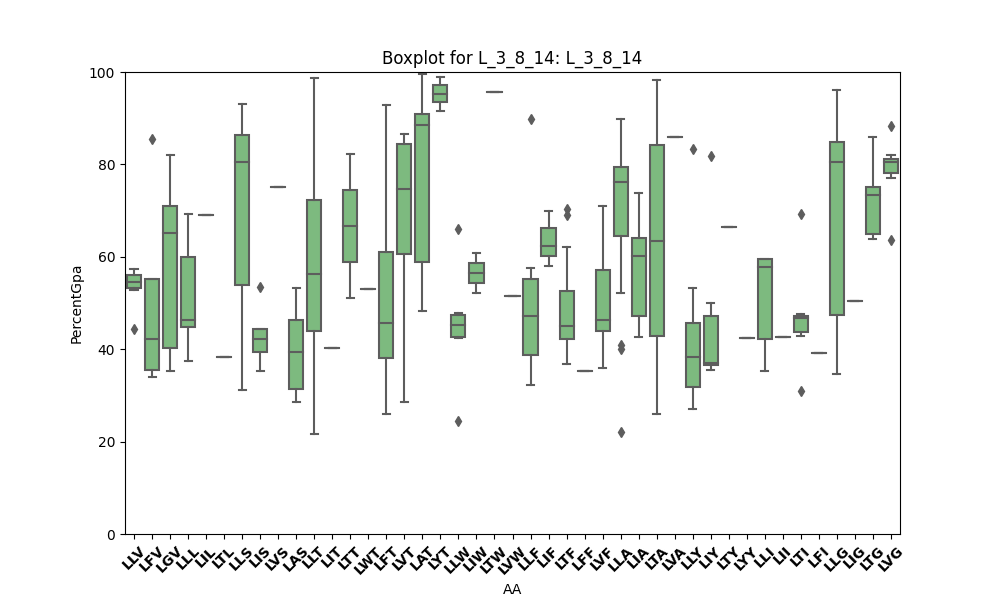 Boxplot for L_3_8_14: L_3_8_14
PercentGpa
100
80
60
40
20
0
LLV LFV LGV LLL LIL LTL LLS LIS LVS LAS LLT LIT LTT LWT LFT LVT LAT LYT LLW LIW LTW LVW LLF LIF LTF LFF LVF LLA LIA LTA LVA LLY LIY LTY LYY LLI LII LTI LFI LLG LIG LTG LVG
AA